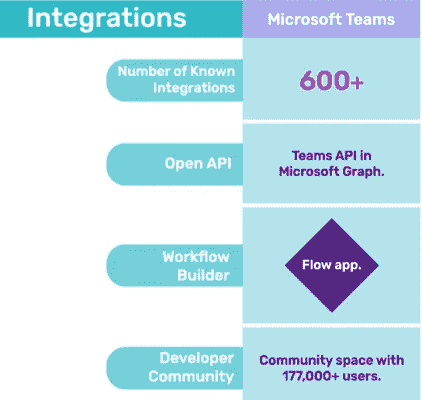 Integrations
Microsoft Teams
Number of Known
Integrations
600+
Open API
Teams API in
Microsoft Graph.
Workflow
Builder
Flow app.
Developer
Community
Community space with
177,000+ users.